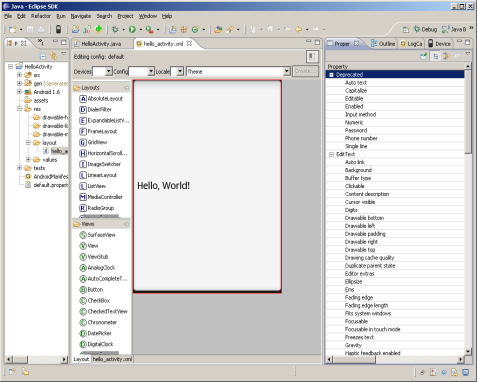 Java - Eclipse SDK
File Edit Refactor Run Navigate Search Project Window Help
Debug Java B
HelloActivity
src
gen [Generated
Android 1.6
assets
res
drawable-h
drawable-l
drawable-m
layout
hello_a
values
tests
AndroidManifes
default.propert
HelloActivity.java
hello_activity.xml
Editing config: default
Devices Config Locale Theme Create...
Layouts
AbsoluteLayout
DialerFilter
ExpandableListV...
FrameLayout
GridView
HorizontalScroll...
ImageSwitcher
LinearLayout
ListView
MediaController
RadioGroup
Views
SurfaceView
View
ViewStub
AnalogClock
AutoCompleteT...
Button
CheckBox
CheckedTextView
Chronometer
DatePicker
DigitalClock
Hello, World!
Layout hello_activity.xml
Proper Outline LogCa Device
Property
Deprecated
Auto text
Capitalize
Editable
Enabled
Input method
Numeric
Password
Phone number
Single line
EditText
Auto link
Background
Buffer type
Clickable
Content description
Cursor visible
Digits
Drawable bottom
Drawable left
Drawable padding
Drawable right
Drawable top
Drawing cache quality
Duplicate parent state
Editor extras
Ellipsize
Ems
Fading edge
Fading edge length
Fits system windows
Focusable
Focusable in touch mode
Freezes text
Gravity
Haptic feedback enabled